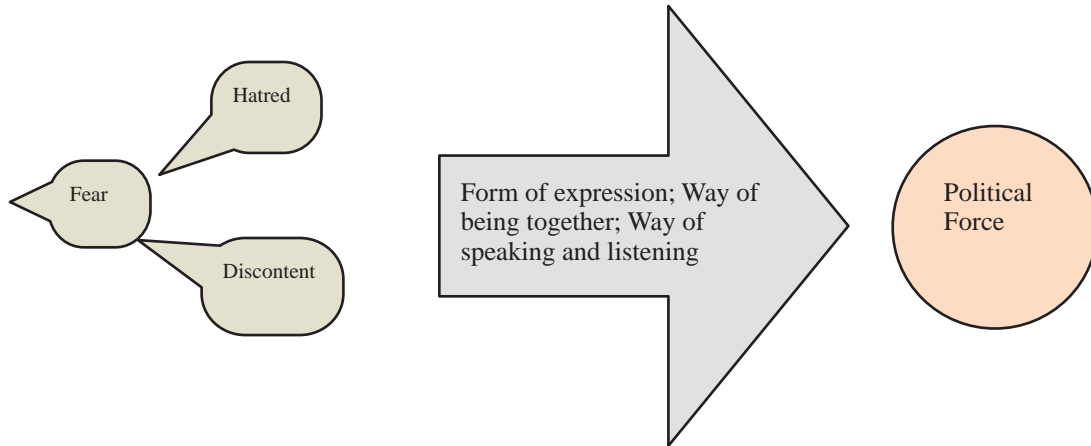 Hatred
Fear
Discontent
Form of expression; Way of
being together; Way of
speaking and listening
Political
Force